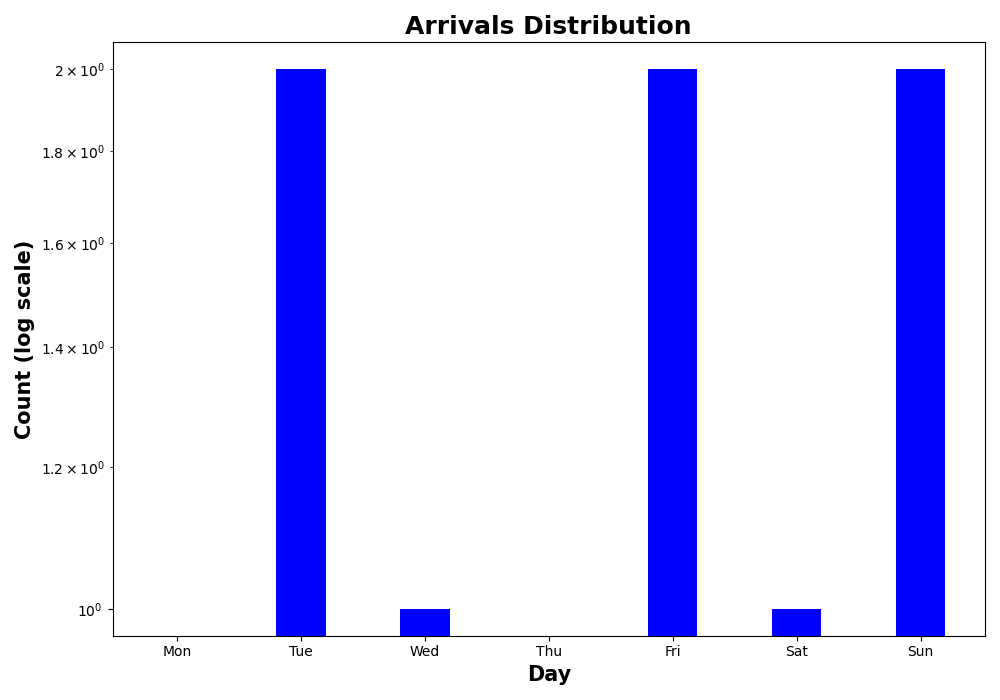 Arrivals Distribution
Count (log scale)
2 × 10⁰
1.8 × 10⁰
1.6 × 10⁰
1.4 × 10⁰
1.2 × 10⁰
10⁰
Mon Tue Wed Thu Fri Sat Sun
Day